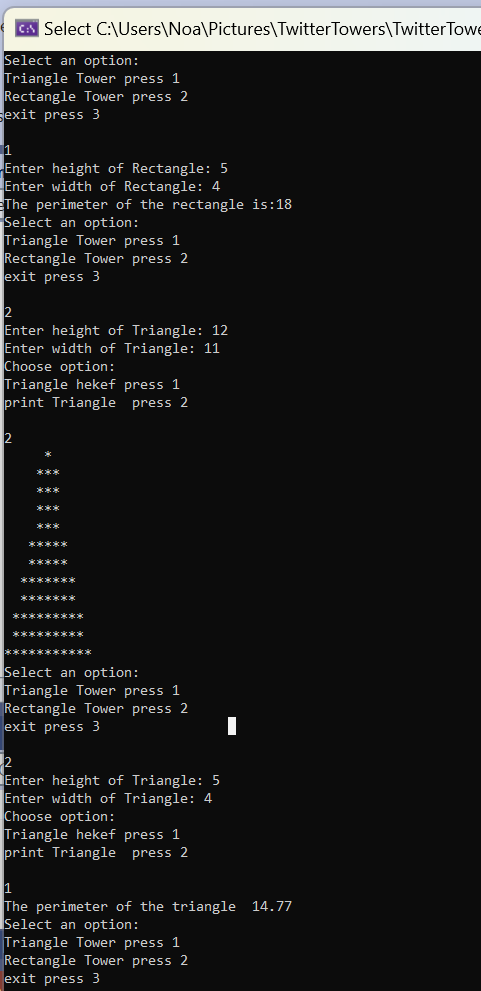 Select C:\Users\Noa\Pictures\TwitterTowers\TwitterTowe
Select an option:
Triangle Tower press 1
Rectangle Tower press 2
exit press 3
1
Enter height of Rectangle: 5
Enter width of Rectangle: 4
The perimeter of the rectangle is:18
Select an option:
Triangle Tower press 1
Rectangle Tower press 2
exit press 3
2
Enter height of Triangle: 12
Enter width of Triangle: 11
Choose option:
Triangle hekef press 1
print Triangle  press 2
2
     *
    ***
    ***
    ***
    ***
   *****
   *****
  *******
  *******
 *********
 *********
***********
Select an option:
Triangle Tower press 1
Rectangle Tower press 2
exit press 3
2
Enter height of Triangle: 5
Enter width of Triangle: 4
Choose option:
Triangle hekef press 1
print Triangle  press 2
1
The perimeter of the triangle  14.77
Select an option:
Triangle Tower press 1
Rectangle Tower press 2
exit press 3